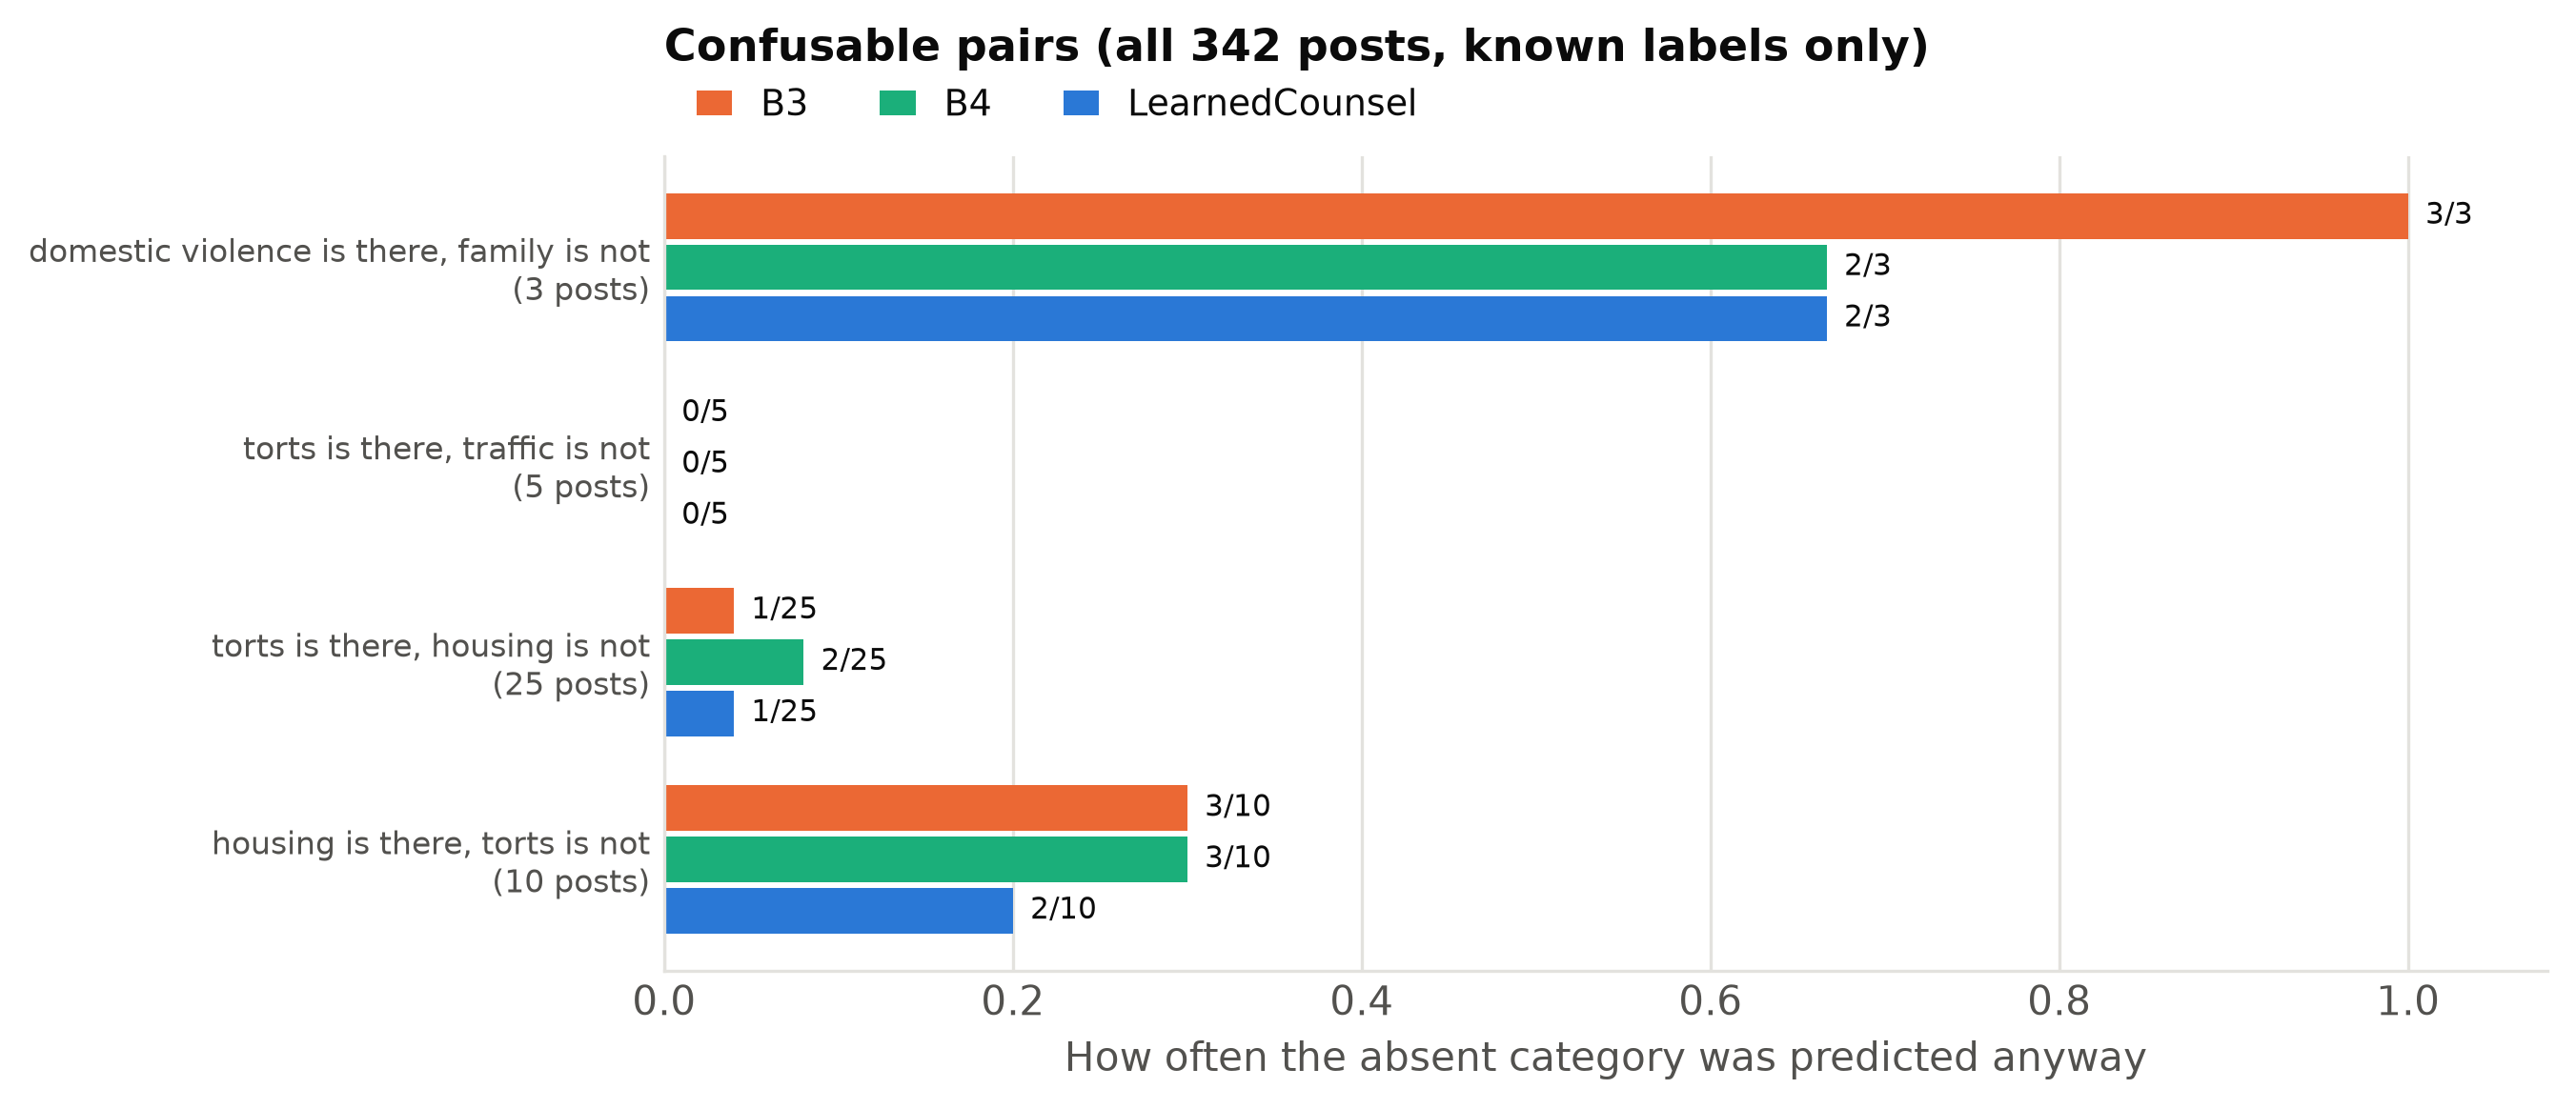 Confusable pairs (all 342 posts, known labels only)
B3 B4 LearnedCounsel
domestic violence is there, family is not
(3 posts)
3/3
2/3
2/3
torts is there, traffic is not
(5 posts)
0/5
0/5
0/5
torts is there, housing is not
(25 posts)
1/25
2/25
1/25
housing is there, torts is not
(10 posts)
3/10
3/10
2/10
0.0 0.2 0.4 0.6 0.8 1.0
How often the absent category was predicted anyway